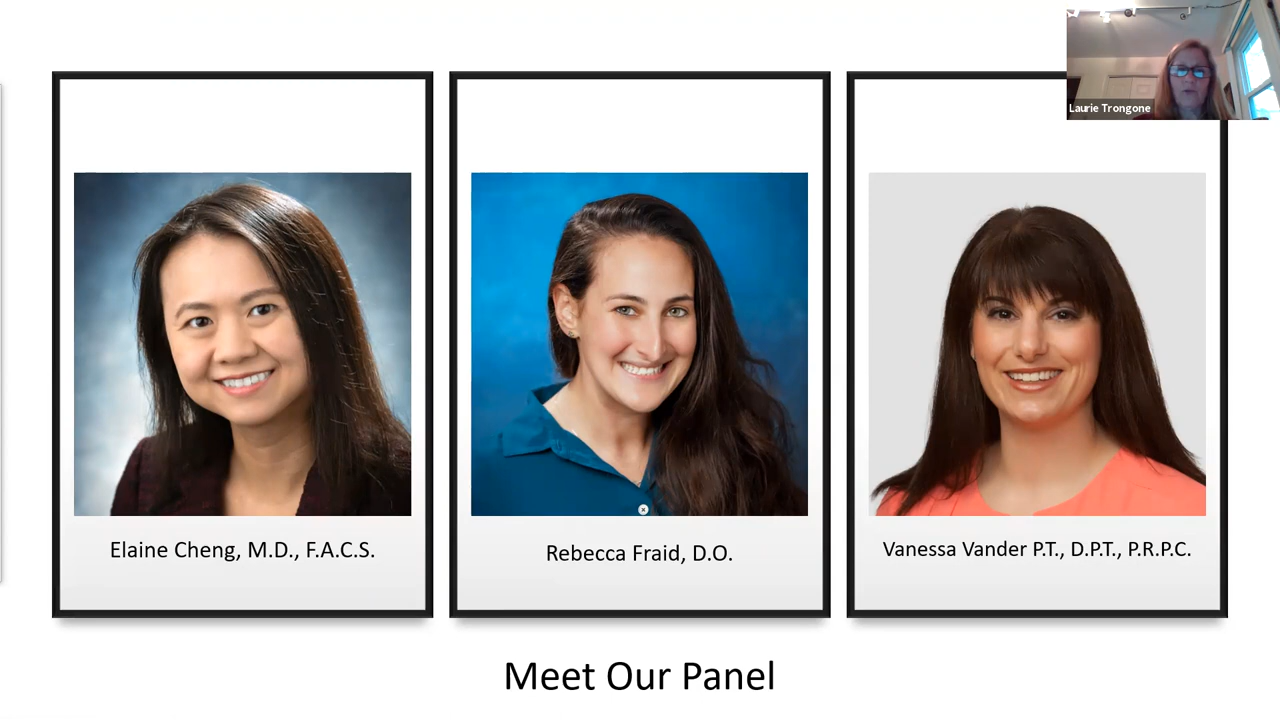 Laurie Trongone
Elaine Cheng, M.D., F.A.C.S.
Rebecca Fraid, D.O.
Vanessa Vander P.T., D.P.T., P.R.P.C.
Meet Our Panel